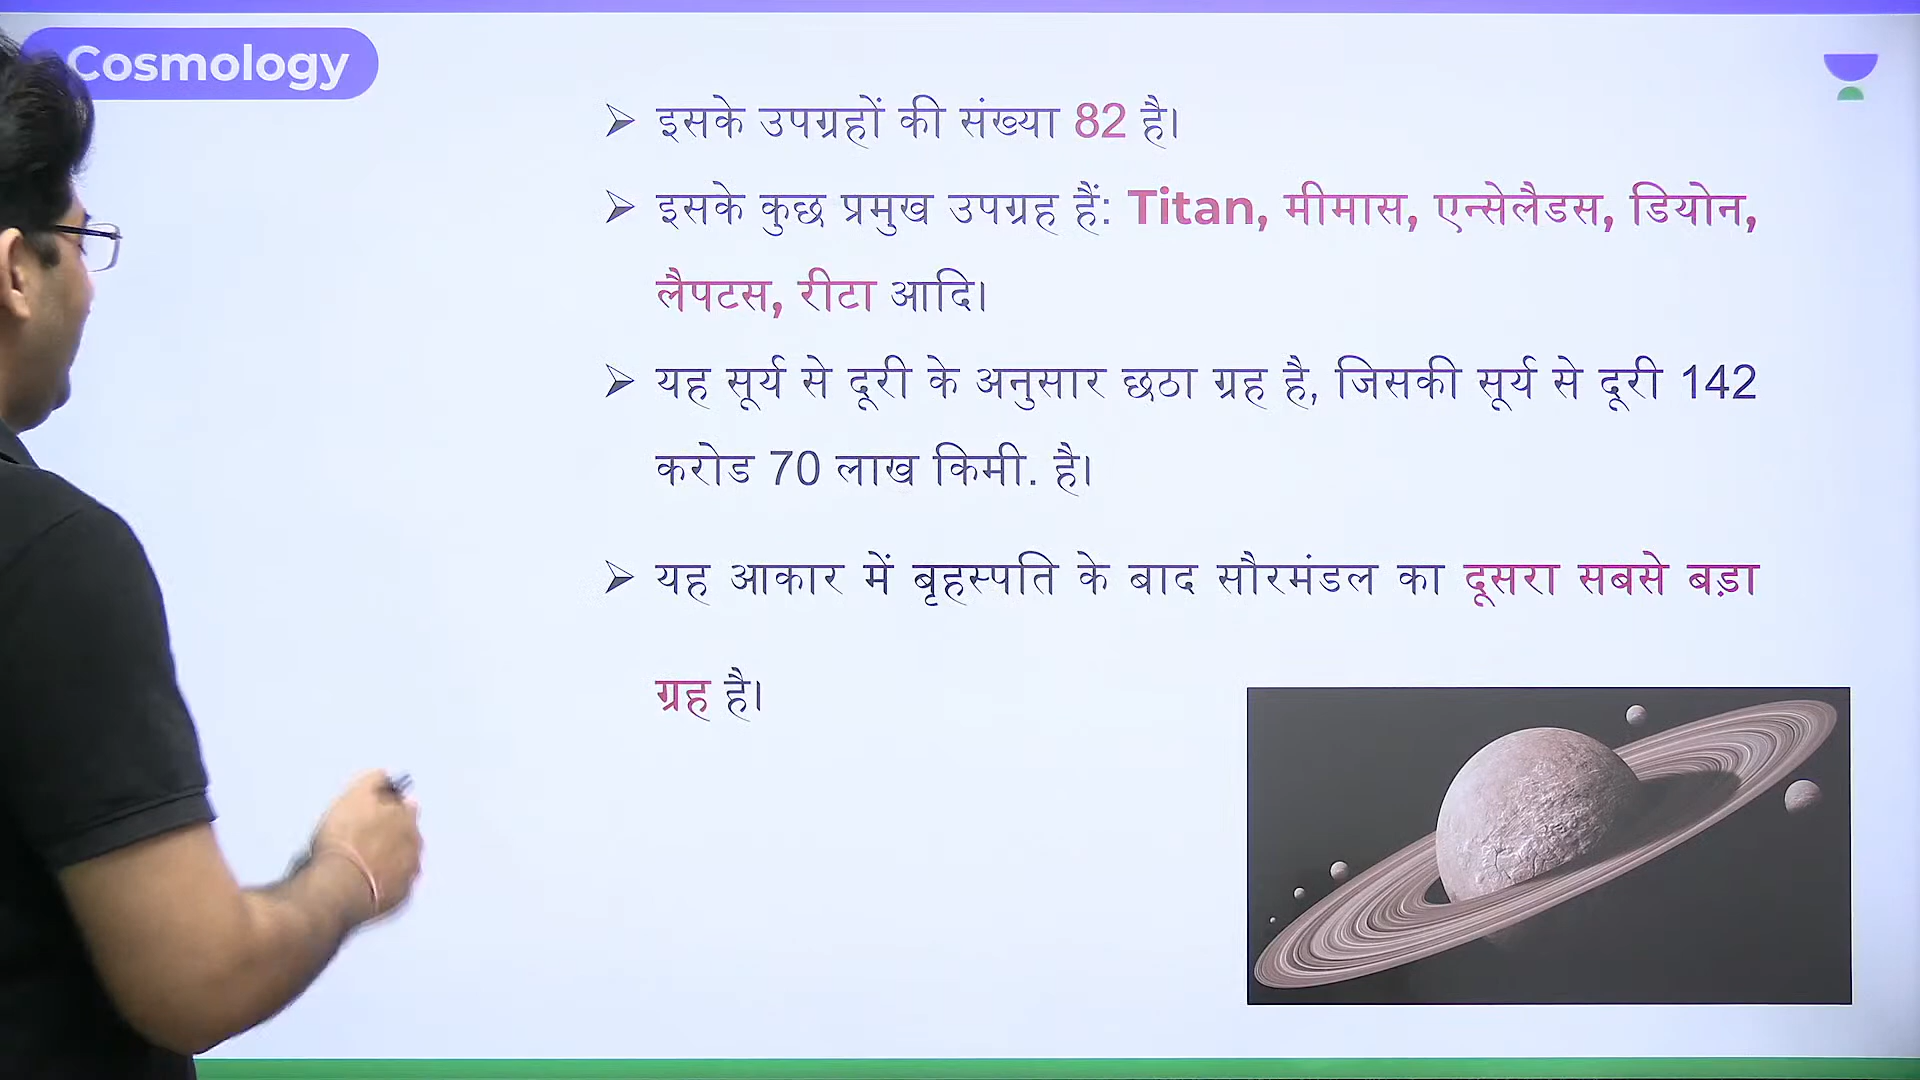 Cosmology
➢ इसके उपग्रहों की संख्या 82 है।
➢ इसके कुछ प्रमुख उपग्रह हैं: Titan, मीमास, एन्सेलैडस, डियोन,
लैपटस, रीटा आदि।
➢ यह सूर्य से दूरी के अनुसार छठा ग्रह है, जिसकी सूर्य से दूरी 142
करोड 70 लाख किमी. है।
➢ यह आकार में बृहस्पति के बाद सौरमंडल का दूसरा सबसे बड़ा
ग्रह है।